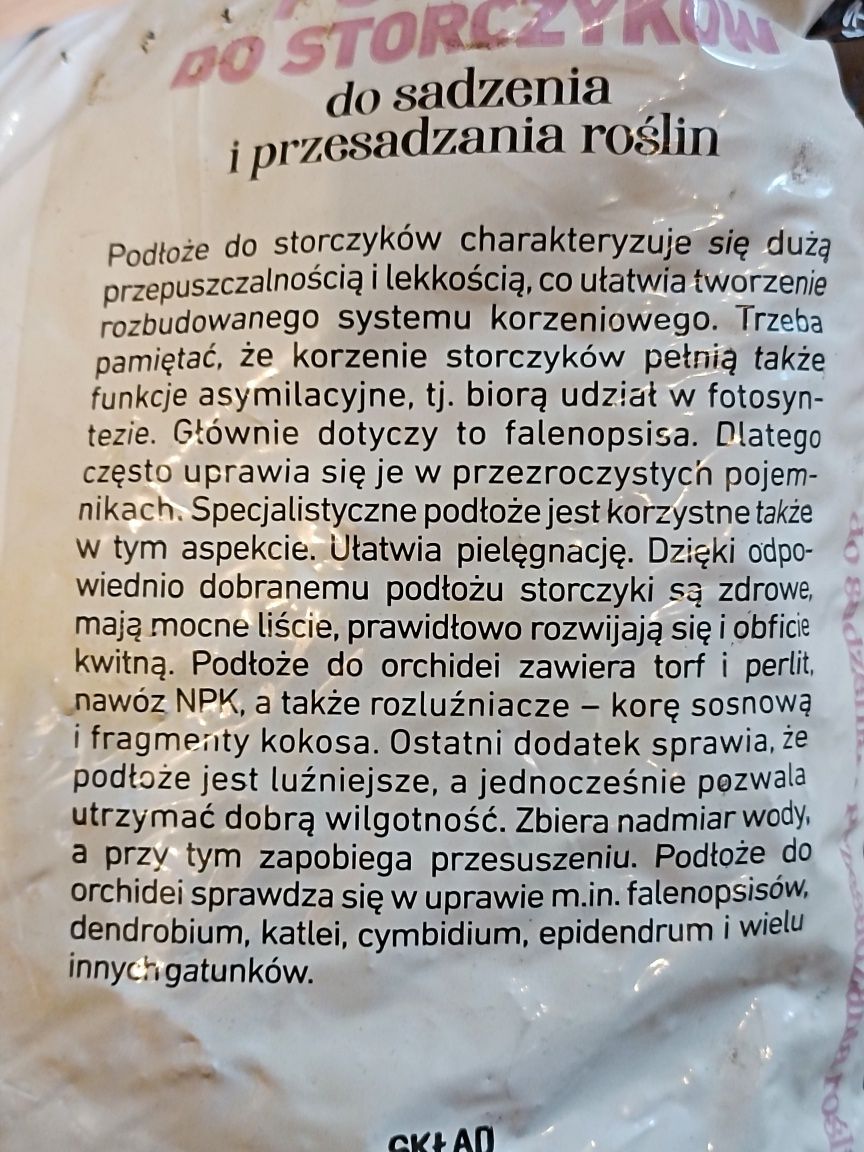 DO STORCZYKÓW
do sadzenia
i przesadzania roślin
Podłoże do storczyków charakteryzuje się dużą
przepuszczalnością i lekkością, co ułatwia tworzenie
rozbudowanego systemu korzeniowego. Trzeba
pamiętać, że korzenie storczyków pełnią także
funkcje asymilacyjne, tj. biorą udział w fotosyn-
tezie. Głównie dotyczy to falenopsisa. Dlatego
często uprawia się je w przezroczystych pojem-
nikach. Specjalistyczne podłoże jest korzystne także
w tym aspekcie. Ułatwia pielęgnację. Dzięki odpo-
wiednio dobranemu podłożu storczyki są zdrowe,
mają mocne liście, prawidłowo rozwijają się i obficie
kwitną. Podłoże do orchidei zawiera torf i perlit,
nawóz NPK, a także rozluźniacze – korę sosnową
i fragmenty kokosa. Ostatni dodatek sprawia, że
podłoże jest luźniejsze, a jednocześnie pozwala
utrzymać dobrą wilgotność. Zbiera nadmiar wody,
a przy tym zapobiega przesuszeniu. Podłoże do
orchidei sprawdza się w uprawie m.in. falenopsisów,
dendrobium, katlei, cymbidium, epidendrum i wielu
innych gatunków.
SKŁAD